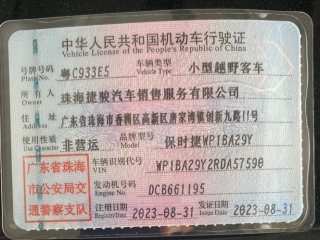 中华人民共和国机动车行驶证
Vehicle License of the People's Republic of China
号牌号码 粤C933E5 车辆类型 小型越野客车
Plate No. Vehicle Type
所有人 珠海捷骏汽车销售服务有限公司
Owner
住址 广东省珠海市香洲区高新区唐家湾镇创新九路11号
Address
使用性质 非营运 品牌型号 保时捷WP1BA29Y
Use Character Model
广东省珠海
市公安局交
通警察支队
车辆识别代号 WP1BA29Y2RDA57590
VIN
发动机号码 DCB661195
Engine No.
注册日期 2023-08-31 发证日期 2023-08-31
Register Date Issue Date